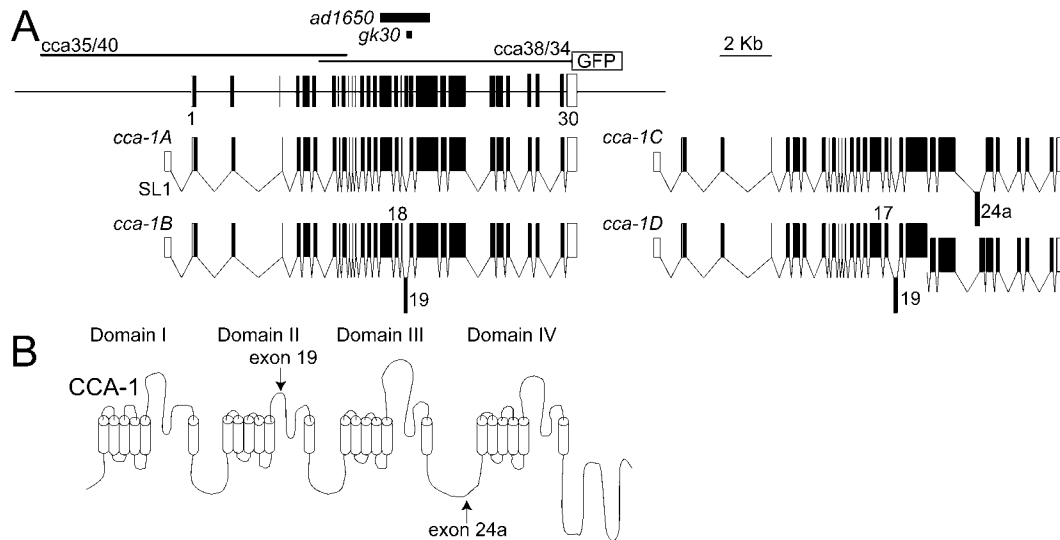 A
ad1650
gk30
cca35/40
cca38/34
GFP
2 Kb
1
30
cca-1A
SL1
cca-1C
24a
cca-1B
18
19
cca-1D
17
19
B
Domain I
Domain II
Domain III
Domain IV
exon 19
CCA-1
exon 24a